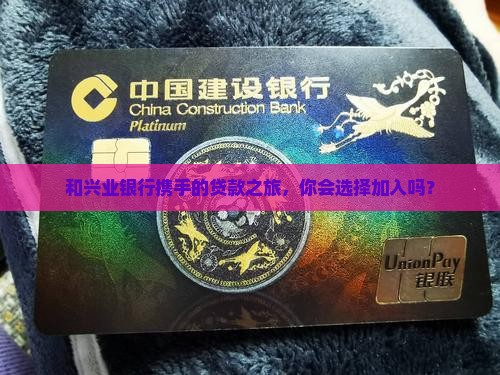 中国建设银行
China Construction Bank
Platinum
和兴业银行携手的贷款之旅，你会选择加入吗？
UnionPay
银联